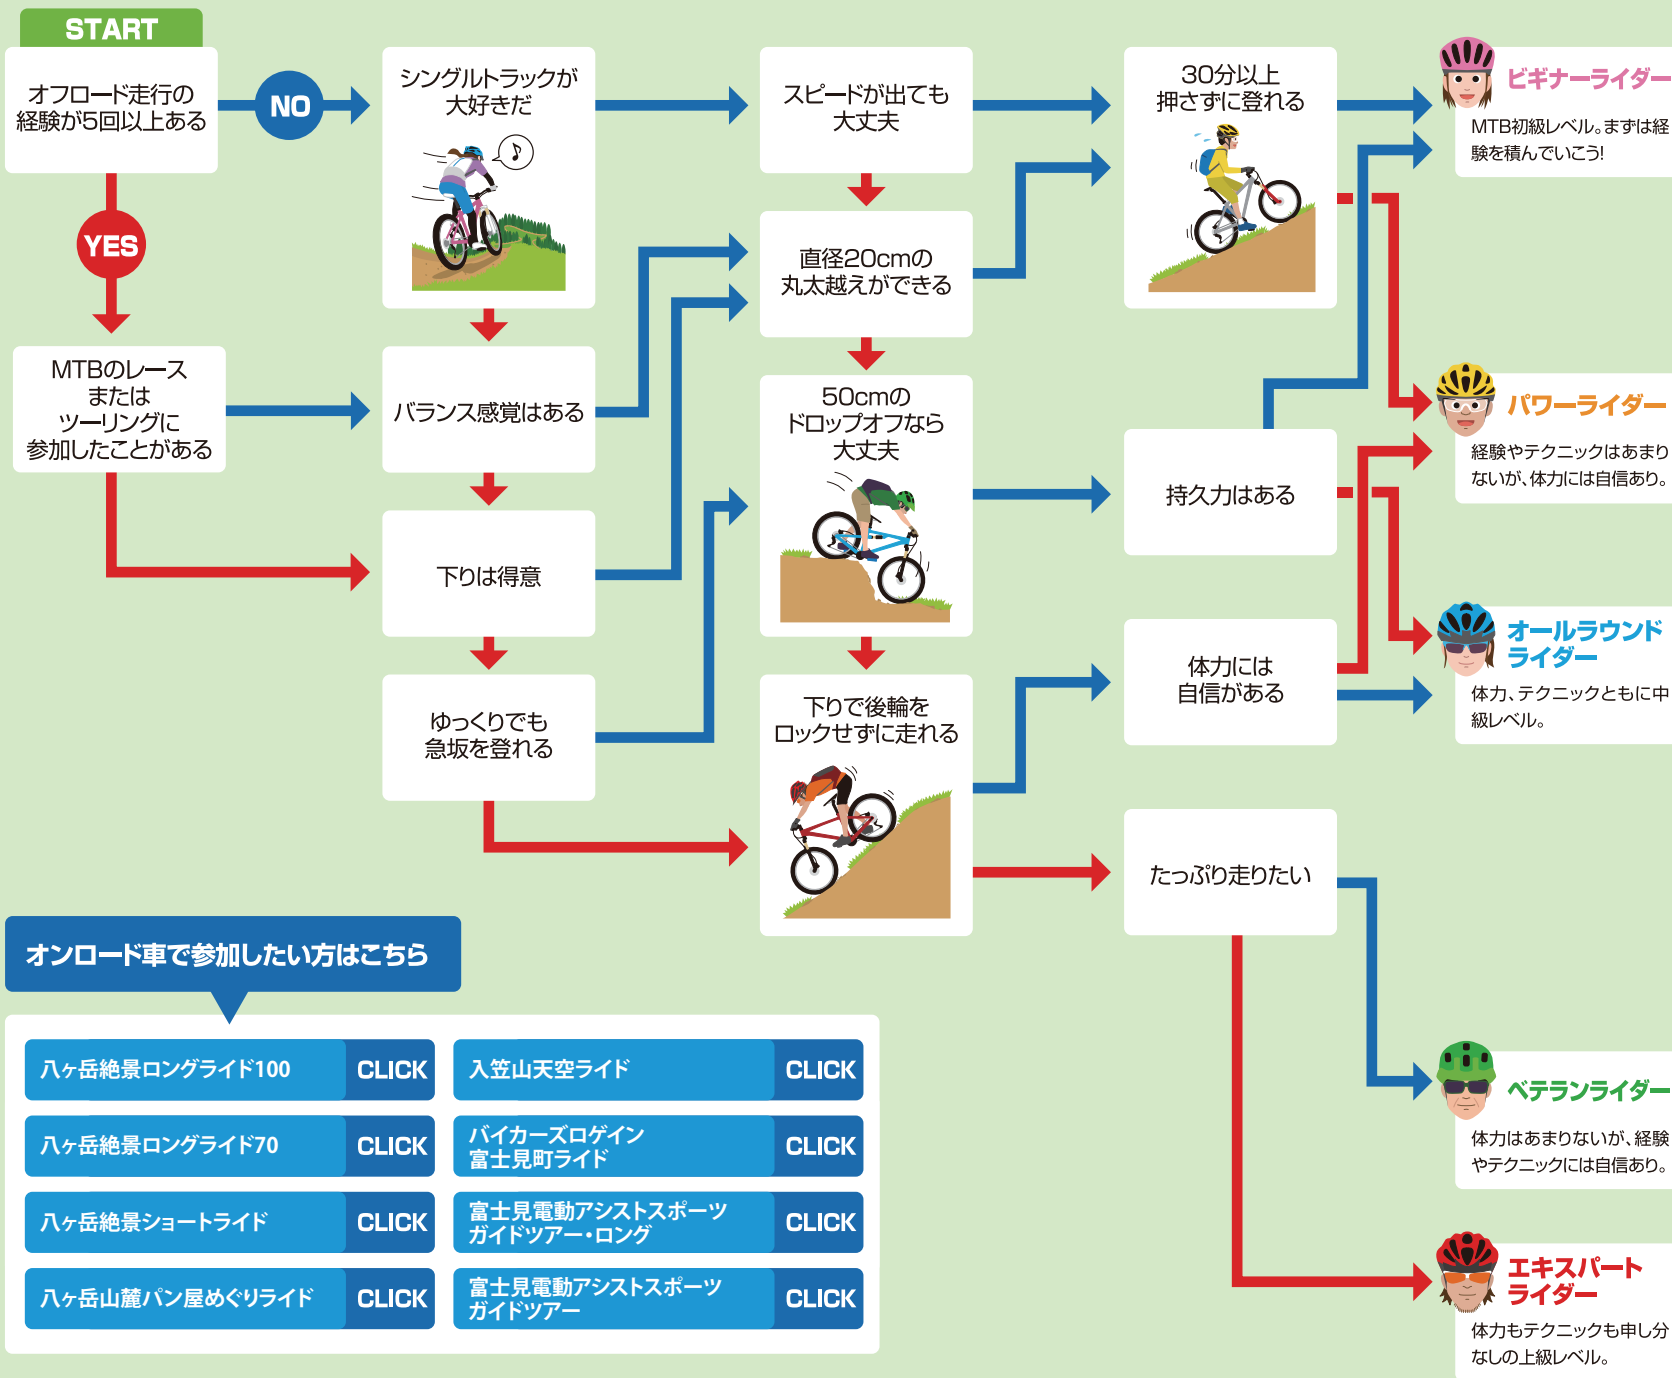 START
オフロード走行の
経験が5回以上ある
NO
YES
MTBのレース
または
ツーリングに
参加したことがある
シングルトラックが
大好きだ
バランス感覚はある
下りは得意
ゆっくりでも
急坂を登れる
スピードが出ても
大丈夫
直径20cmの
丸太越えができる
50cmの
ドロップオフなら
大丈夫
下りで後輪を
ロックせずに走れる
30分以上
押さずに登れる
持久力はある
体力には
自信がある
たっぷり走りたい
ビギナーライダー
MTB初級レベル。まずは経
験を積んでいこう!
パワーライダー
経験やテクニックはあまり
ないが、体力には自信あり。
オールラウンド
ライダー
体力、テクニックともに中
級レベル。
ベテランライダー
体力はあまりないが、経験
やテクニックには自信あり。
エキスパート
ライダー
体力もテクニックも申し分
なしの上級レベル。
オンロード車で参加したい方はこちら
八ヶ岳絶景ロングライド100 CLICK
八ヶ岳絶景ロングライド70 CLICK
八ヶ岳絶景ショートライド CLICK
八ヶ岳山麓パン屋めぐりライド CLICK
入笠山天空ライド CLICK
バイカーズロゲイン
富士見町ライド CLICK
富士見電動アシストスポーツ
ガイドツアー・ロング CLICK
富士見電動アシストスポーツ
ガイドツアー CLICK